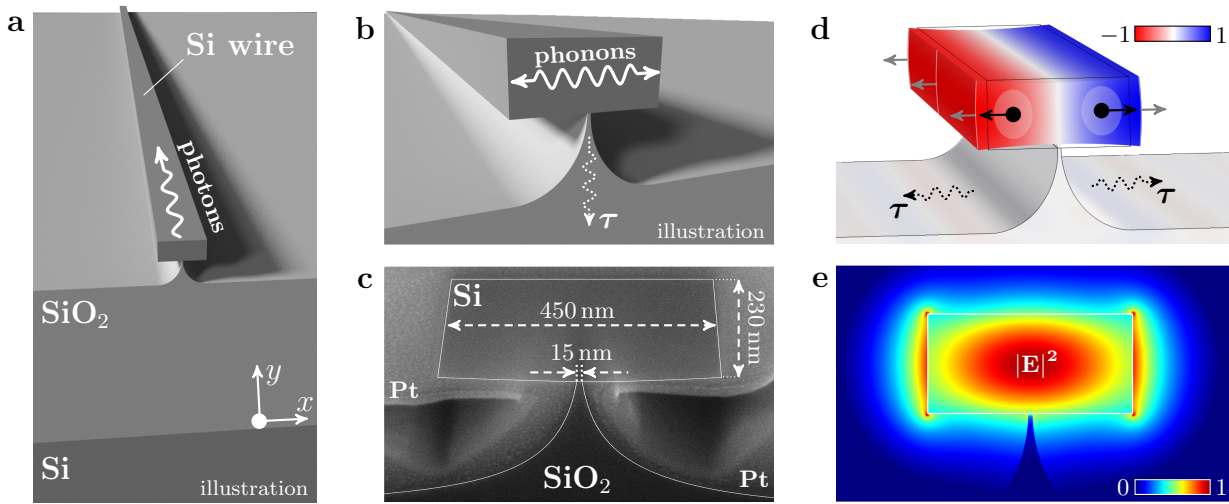 a
Si wire
photons
SiO₂
y
x
Si
illustration
b
phonons
τ
illustration
c
Si
450 nm
230 nm
15 nm
Pt
SiO₂
Pt
d
−1 1
τ
τ
e
|E|²
0 1